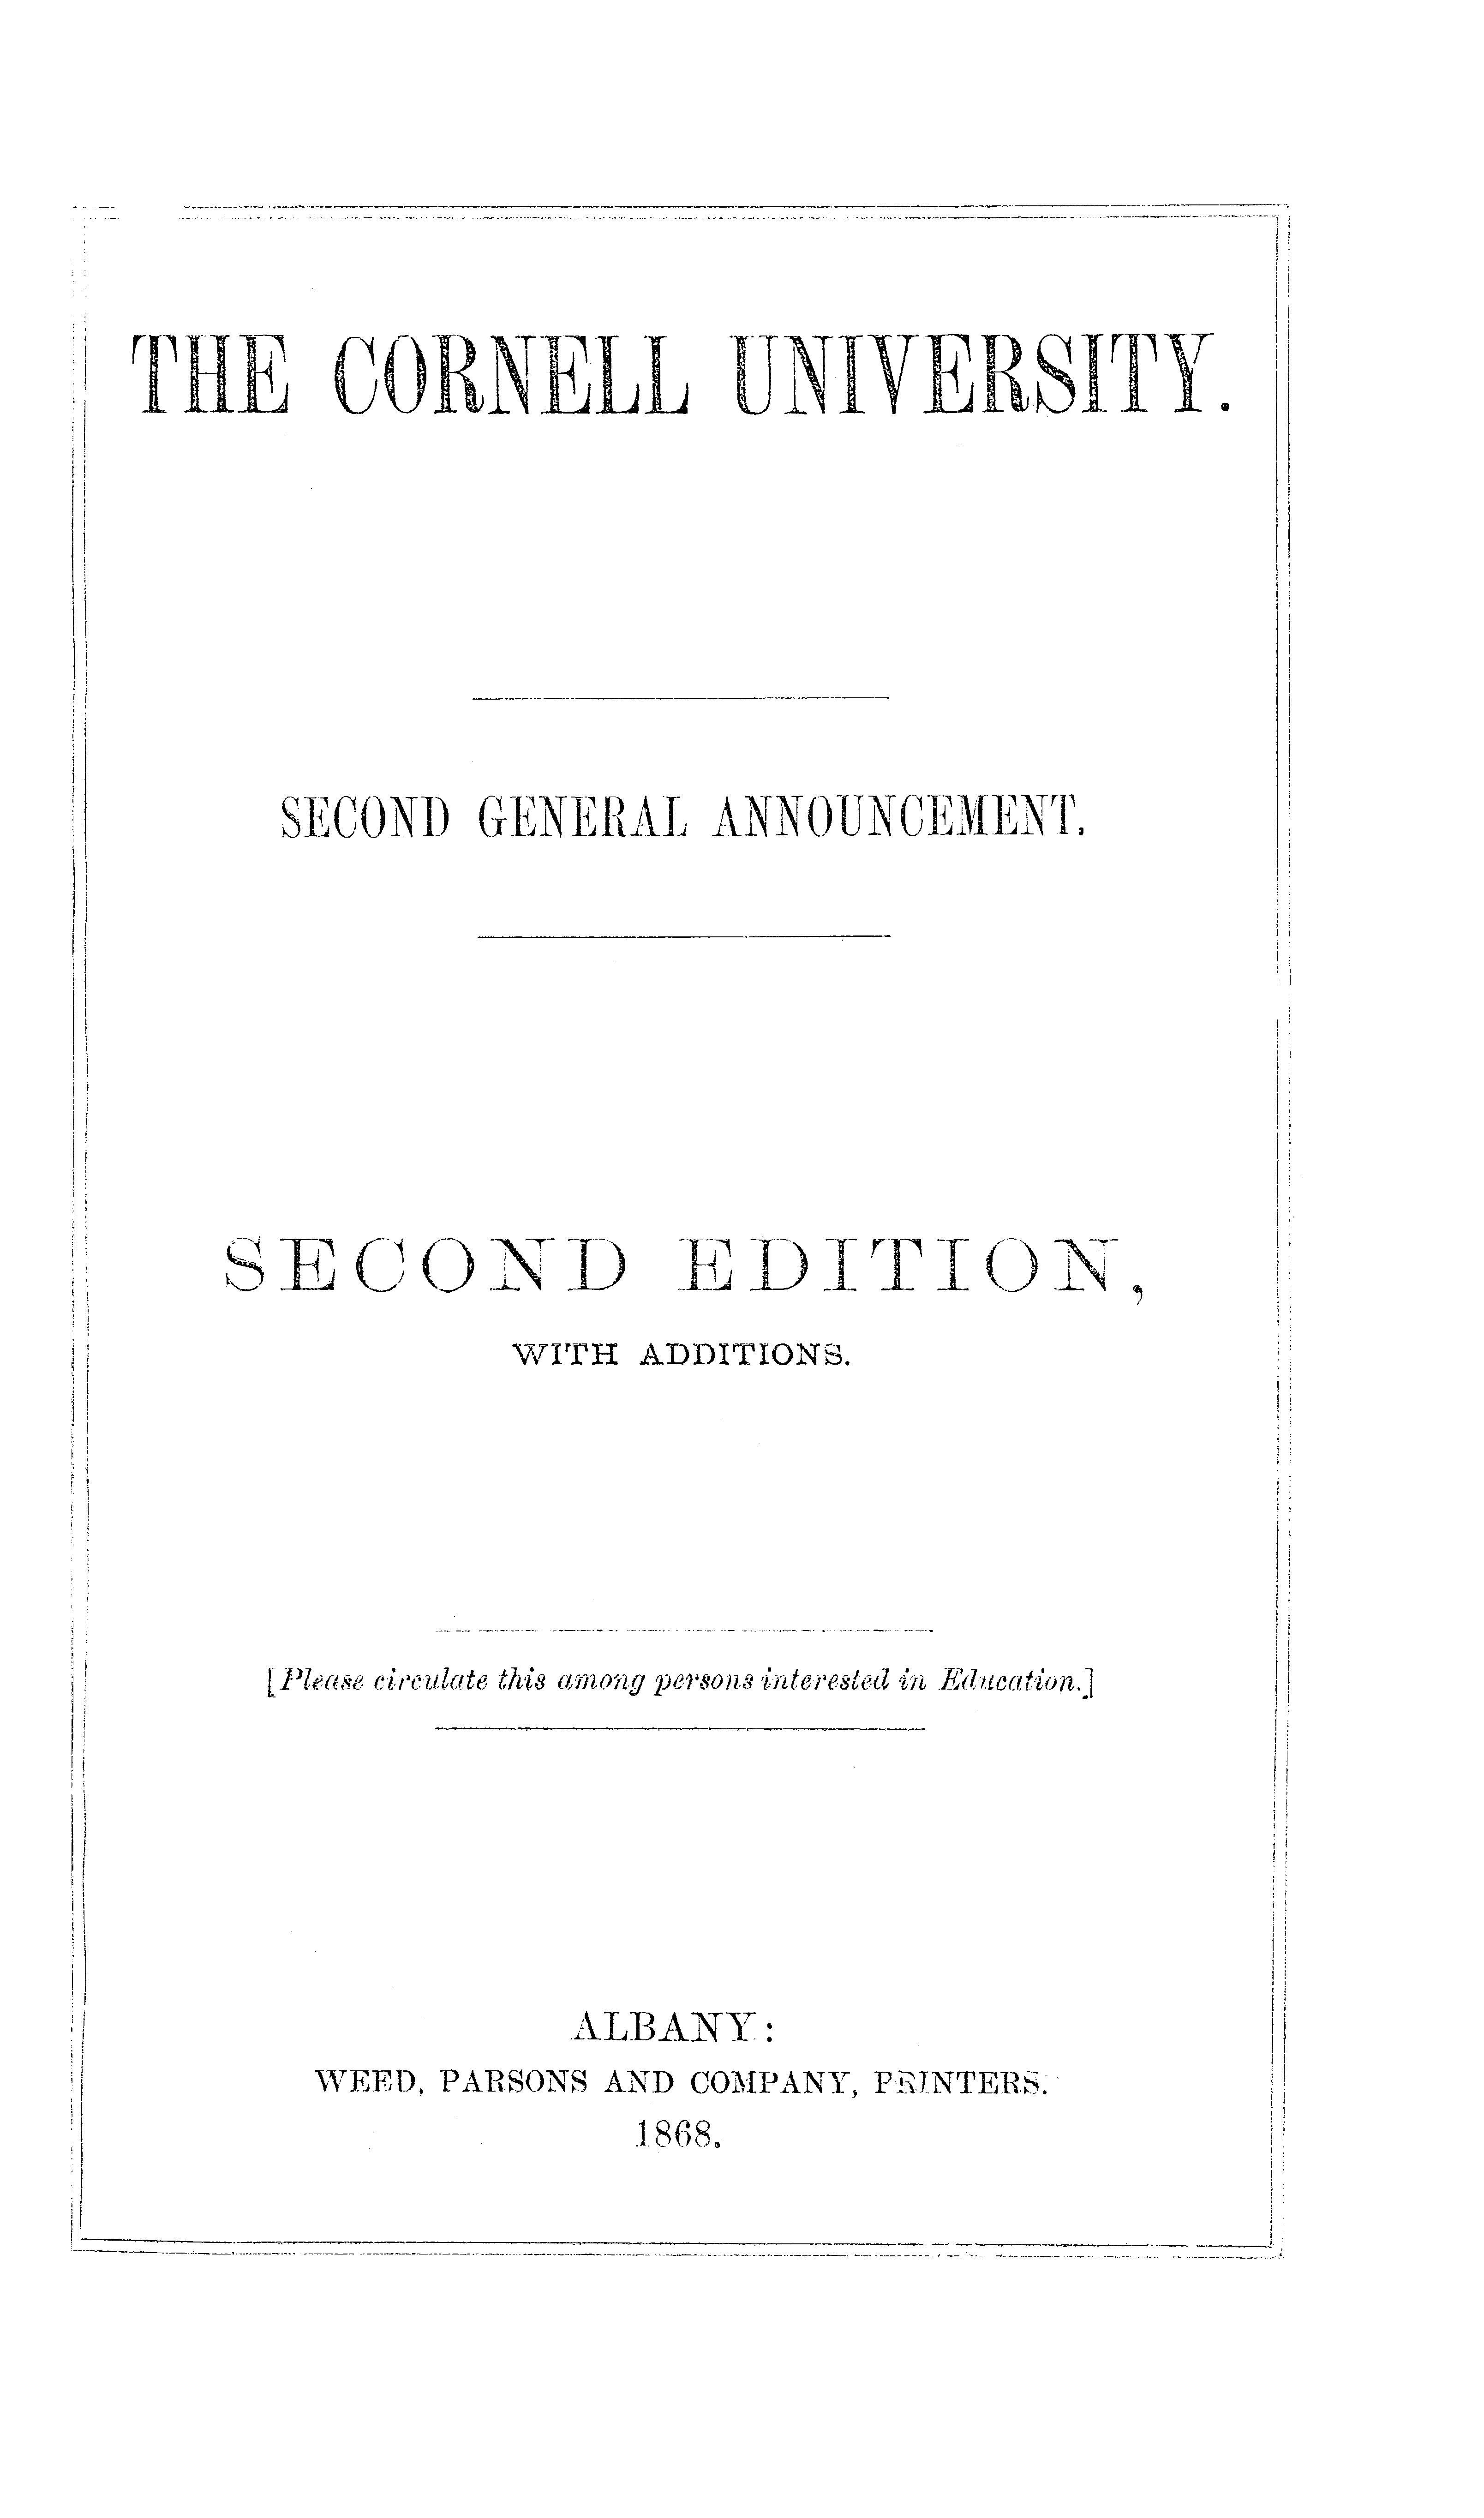 THE CORNELL UNIVERSITY.
SECOND GENERAL ANNOUNCEMENT.
SECOND EDITION,
WITH ADDITIONS.
[Please circulate this among persons interested in Education.]
ALBANY:
WEED, PARSONS AND COMPANY, PRINTERS.
1868.